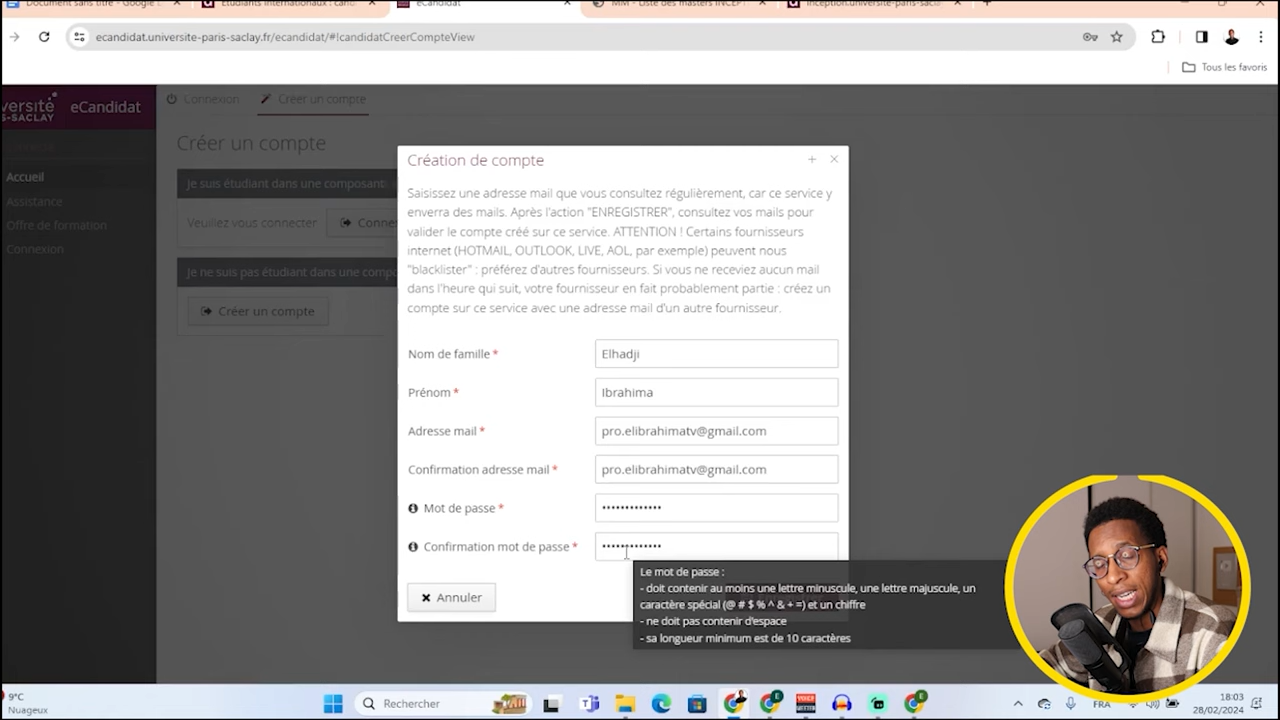 Document sans titre - Google
Étudiants internationaux : can
eCandidat
MM - Liste des masters INCEPT
inception.universite-paris-sacla
ecandidat.universite-paris-saclay.fr/ecandidat/#!candidatCreerCompteView
Tous les favoris
versité
S-SACLAY
eCandidat
Connexion
Créer un compte
Accueil
Assistance
Offre de formation
Connexion
Créer un compte
Je suis étudiant dans une composant
Veuillez vous connecter
Conne
Je ne suis pas étudiant dans une compo
Créer un compte
Création de compte
Saisissez une adresse mail que vous consultez régulièrement, car ce service y
enverra des mails. Après l'action "ENREGISTRER", consultez vos mails pour
valider le compte créé sur ce service. ATTENTION ! Certains fournisseurs
internet (HOTMAIL, OUTLOOK, LIVE, AOL, par exemple) peuvent nous
"blacklister" : préférez d'autres fournisseurs. Si vous ne receviez aucun mail
dans l'heure qui suit, votre fournisseur en fait probablement partie : créez un
compte sur ce service avec une adresse mail d'un autre fournisseur.
Nom de famille *
Elhadji
Prénom *
Ibrahima
Adresse mail *
pro.elibrahimatv@gmail.com
Confirmation adresse mail *
pro.elibrahimatv@gmail.com
Mot de passe *
•••••••••••••
Confirmation mot de passe *
•••••••••••••
Annuler
Le mot de passe :
- doit contenir au moins une lettre minuscule, une lettre majuscule, un
caractère spécial (@ # $ % ^ & + =) et un chiffre
- ne doit pas contenir d'espace
- sa longueur minimum est de 10 caractères
9°C
Nuageux
Rechercher
FRA
18:03
28/02/2024